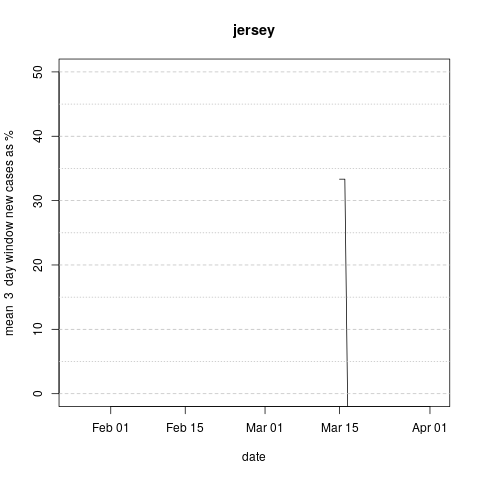 jersey
mean  3  day window new cases as %
50
40
30
20
10
0
Feb 01
Feb 15
Mar 01
Mar 15
Apr 01
date